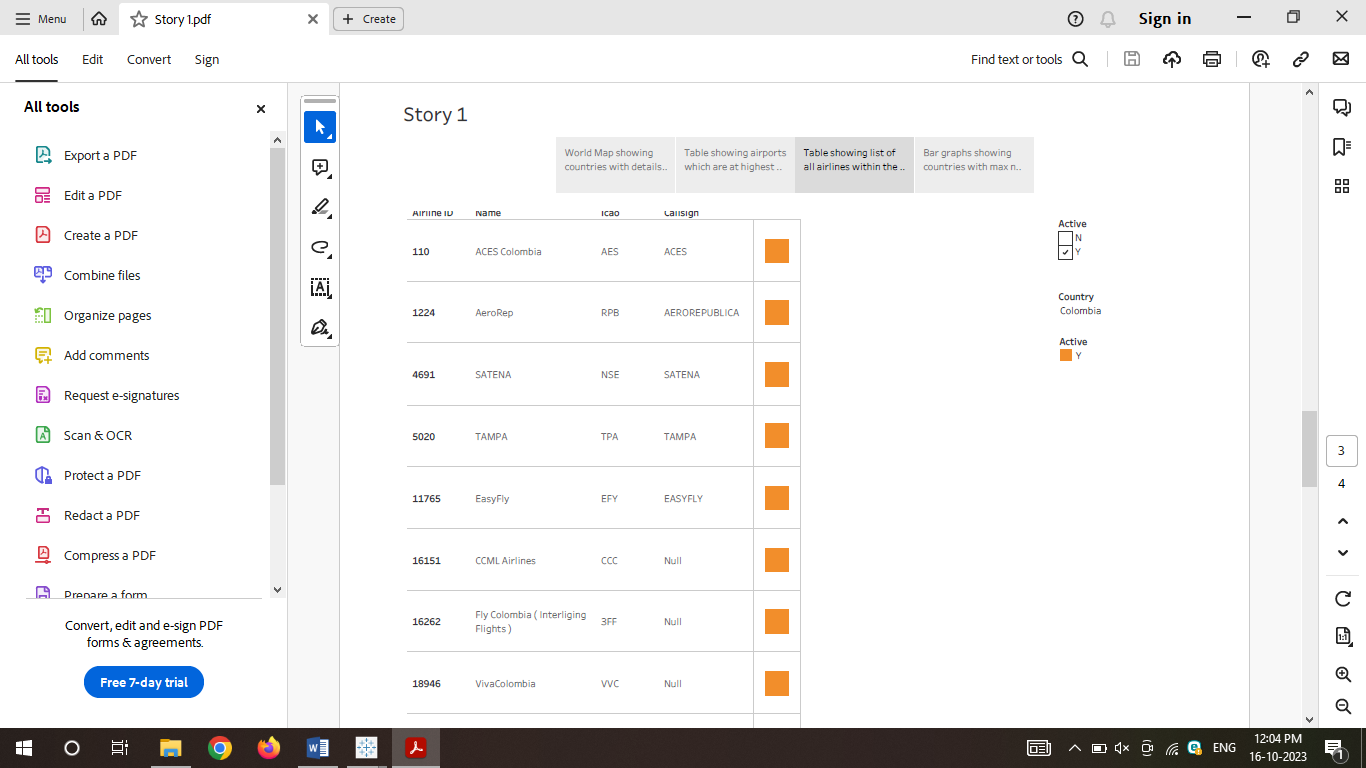 Menu
Story 1.pdf
Create
Sign in
All tools
Edit
Convert
Sign
Find text or tools
All tools
Export a PDF
Edit a PDF
Create a PDF
Combine files
Organize pages
Add comments
Request e-signatures
Scan & OCR
Protect a PDF
Redact a PDF
Compress a PDF
Prepare a form
Convert, edit and e-sign PDF
forms & agreements.
Free 7-day trial
Story 1
World Map showing
countries with details..
Table showing airports
which are at highest ..
Table showing list of
all airlines within the ..
Bar graphs showing
countries with max n..
Airline ID Name Icao Callsign
110 ACES Colombia AES ACES
1224 AeroRep RPB AEROREPUBLICA
4691 SATENA NSE SATENA
5020 TAMPA TPA TAMPA
11765 EasyFly EFY EASYFLY
16151 CCML Airlines CCC Null
Fly Colombia ( Interliging
16262 3FF Null
Flights )
18946 VivaColombia VVC Null
Active
N
Y
Country
Colombia
Active
Y
3
4
1:1
ENG
12:04 PM
16-10-2023
1